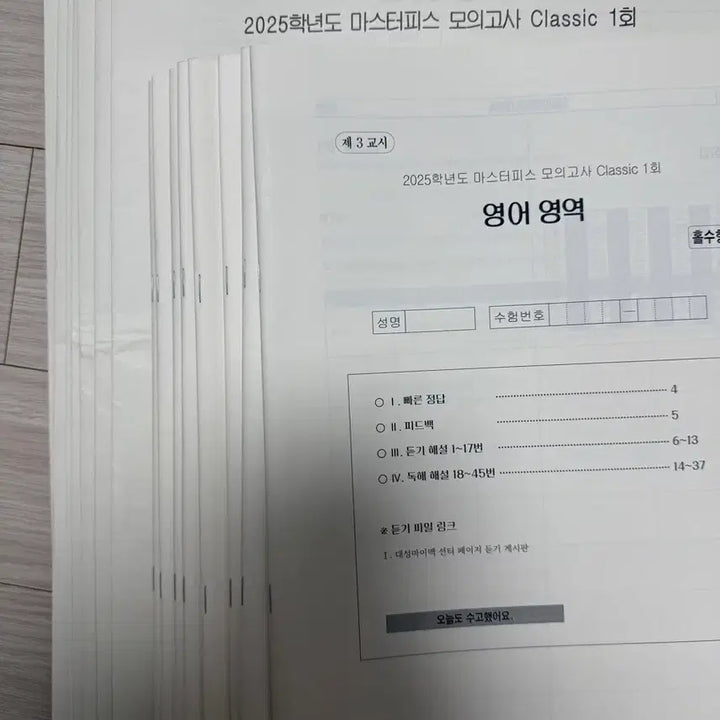 2025학년도 마스터피스 모의고사 Classic 1회
제 3 교시
2025학년도 마스터피스 모의고사 Classic 1회
영어 영역
홀수형
성명
수험번호 —
○ I. 빠른 정답 4
○ II. 피드백 5
○ III. 듣기 해설 1~17번 6~13
○ IV. 독해 해설 18~45번 14~37
※ 듣기 파일 링크
I. 대성마이맥 션티 페이지 듣기 게시판
오늘도 수고했어요.